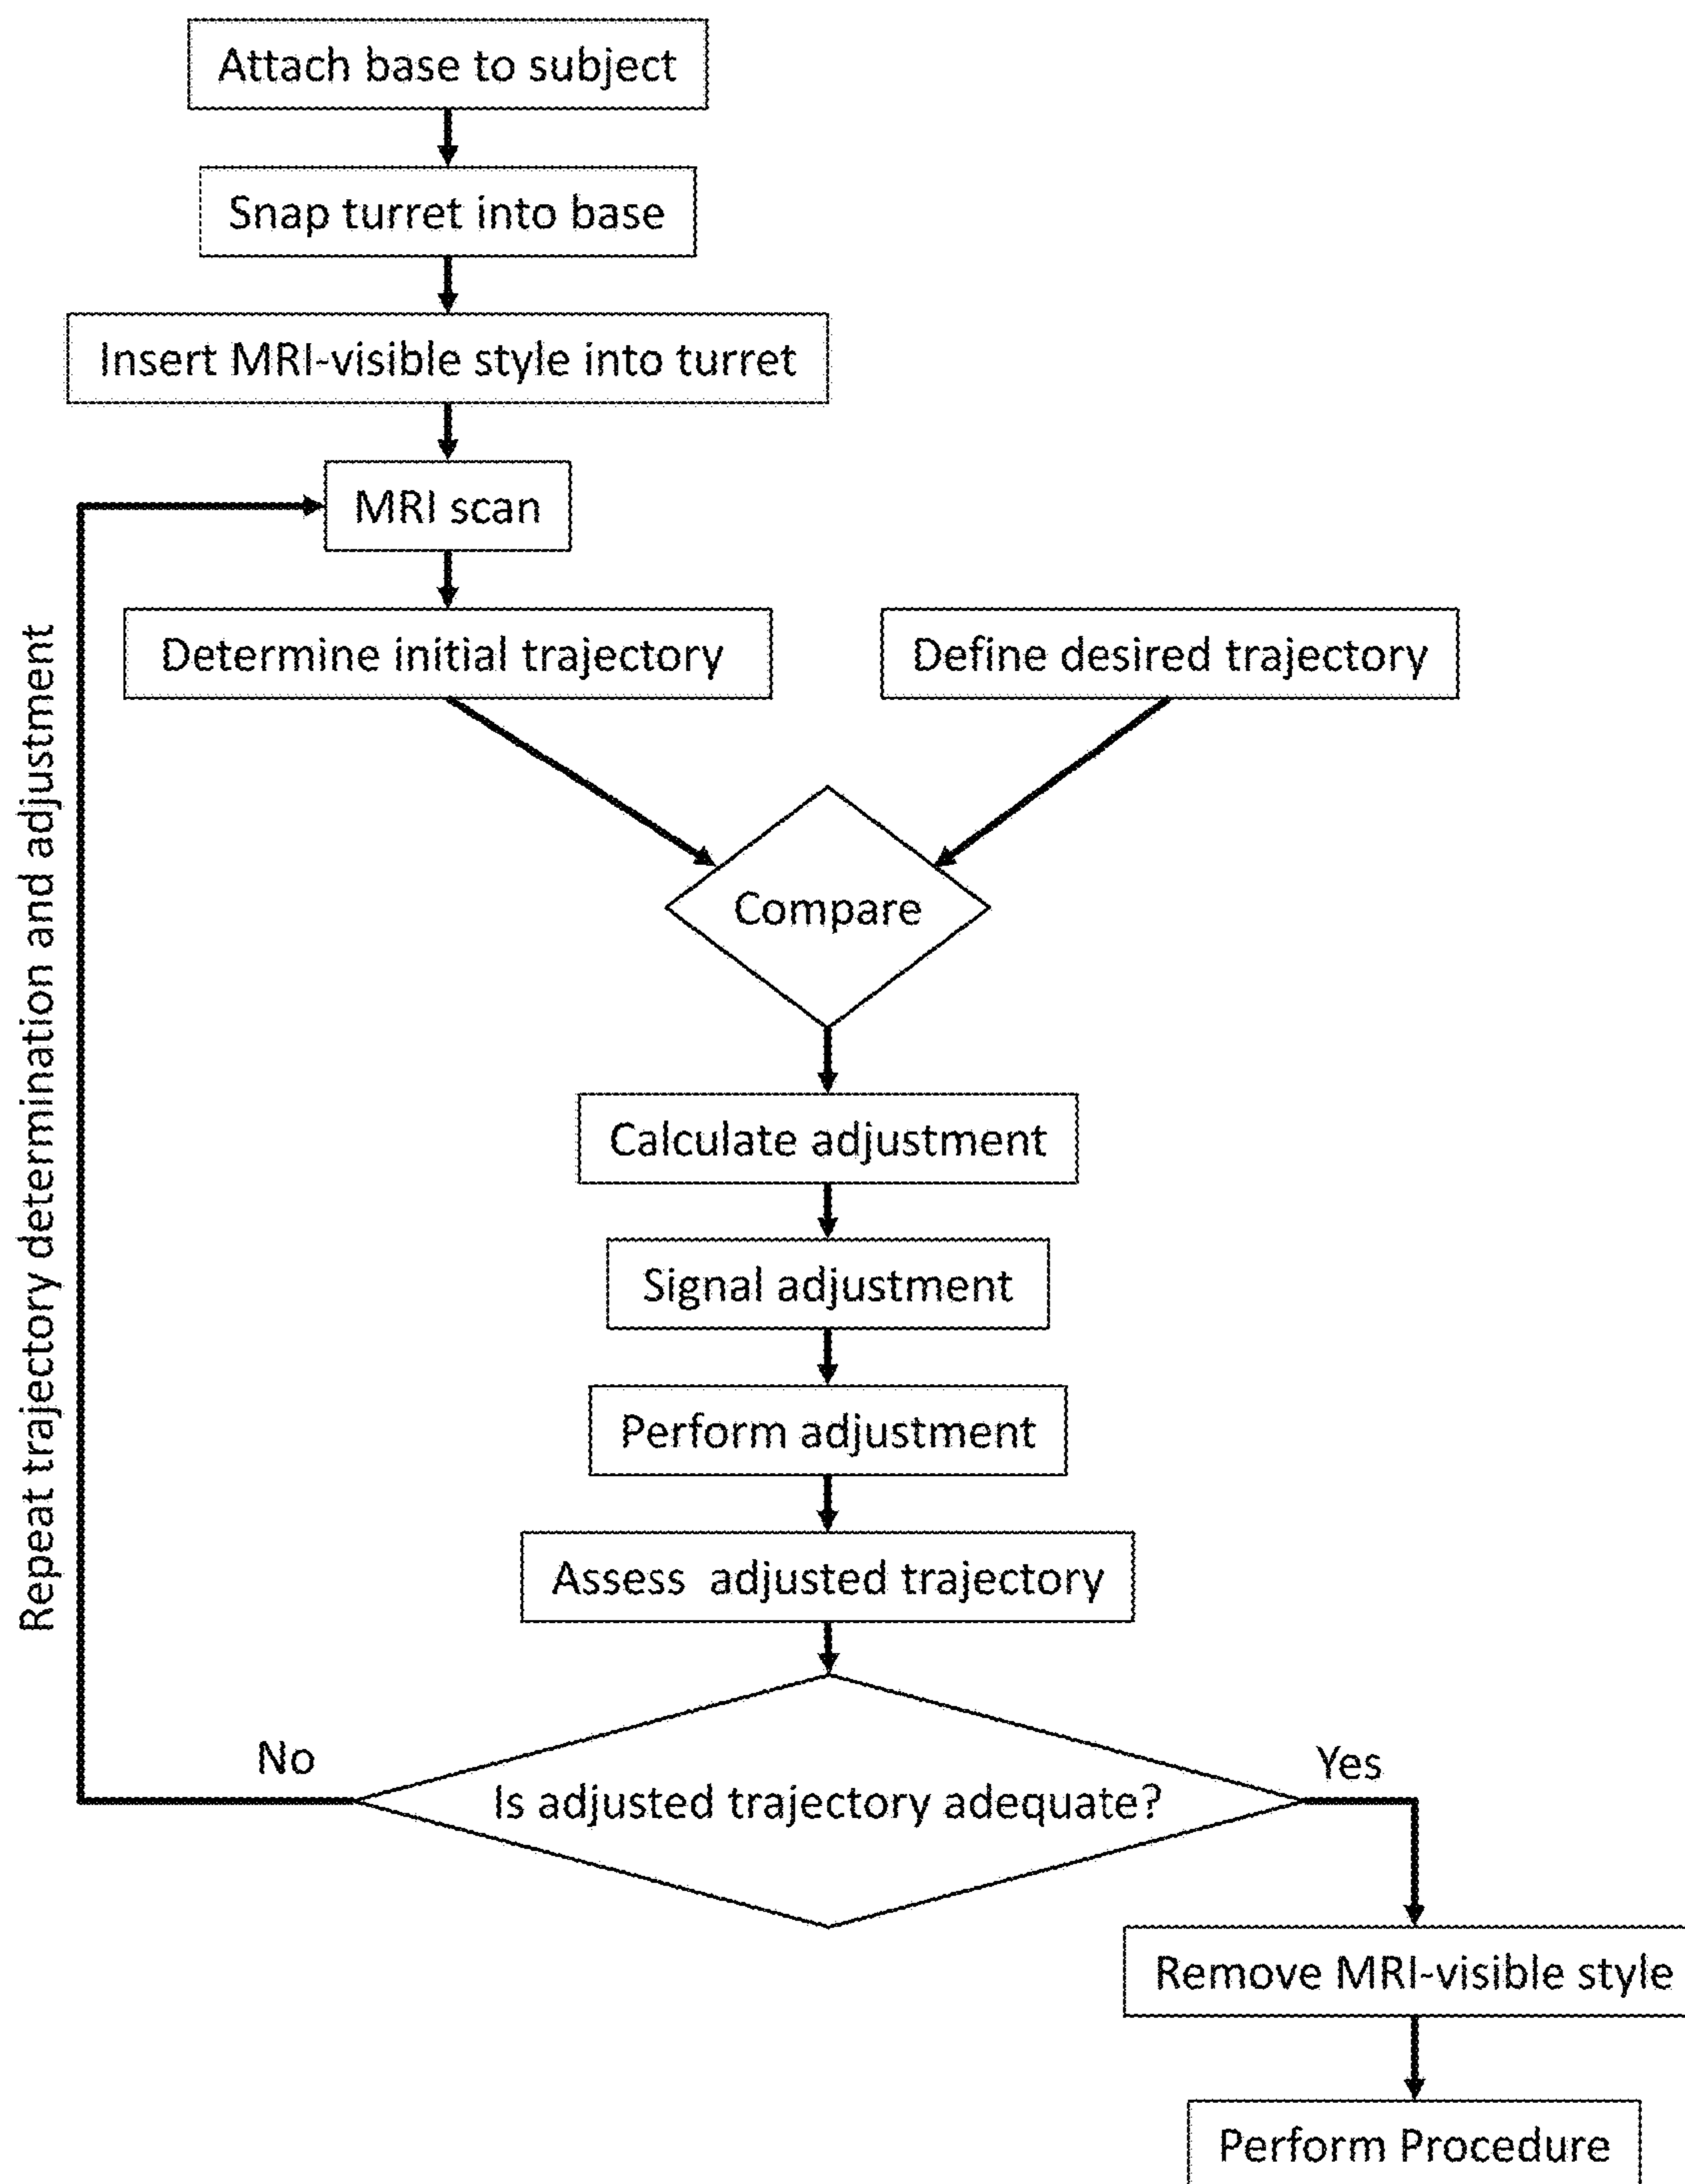 Attach base to subject
Snap turret into base
Insert MRI-visible style into turret
MRI scan
Determine initial trajectory
Define desired trajectory
Repeat trajectory determination and adjustment
Compare
Calculate adjustment
Signal adjustment
Perform adjustment
Assess adjusted trajectory
No
Yes
Is adjusted trajectory adequate?
Remove MRI-visible style
Perform Procedure